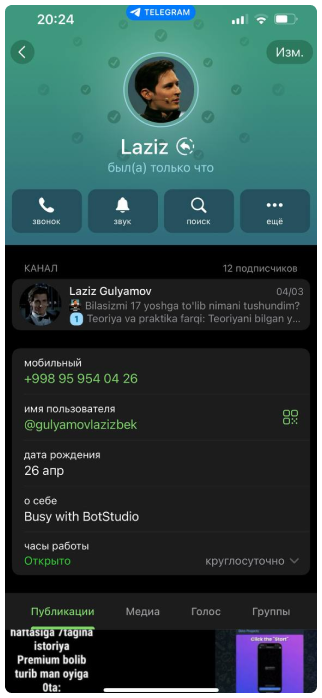 20:24
TELEGRAM
Изм.
Laziz
был(а) только что
звонок
звук
поиск
ещё
КАНАЛ
12 подписчиков
Laziz Gulyamov
04/03
Bilasizmi 17 yoshga to'lib nimani tushundim?
1 Teoriya va praktika farqi: Teoriyani bilgan y...
мобильный
+998 95 954 04 26
имя пользователя
@gulyamovlazizbek
дата рождения
26 апр
о себе
Busy with BotStudio
часы работы
Открыто
круглосуточно
Публикации
Медиа
Голос
Группы
haftasiga 7tagina
istoriya
Premium bolib
turib man oyiga
0ta:
Click the "Start"